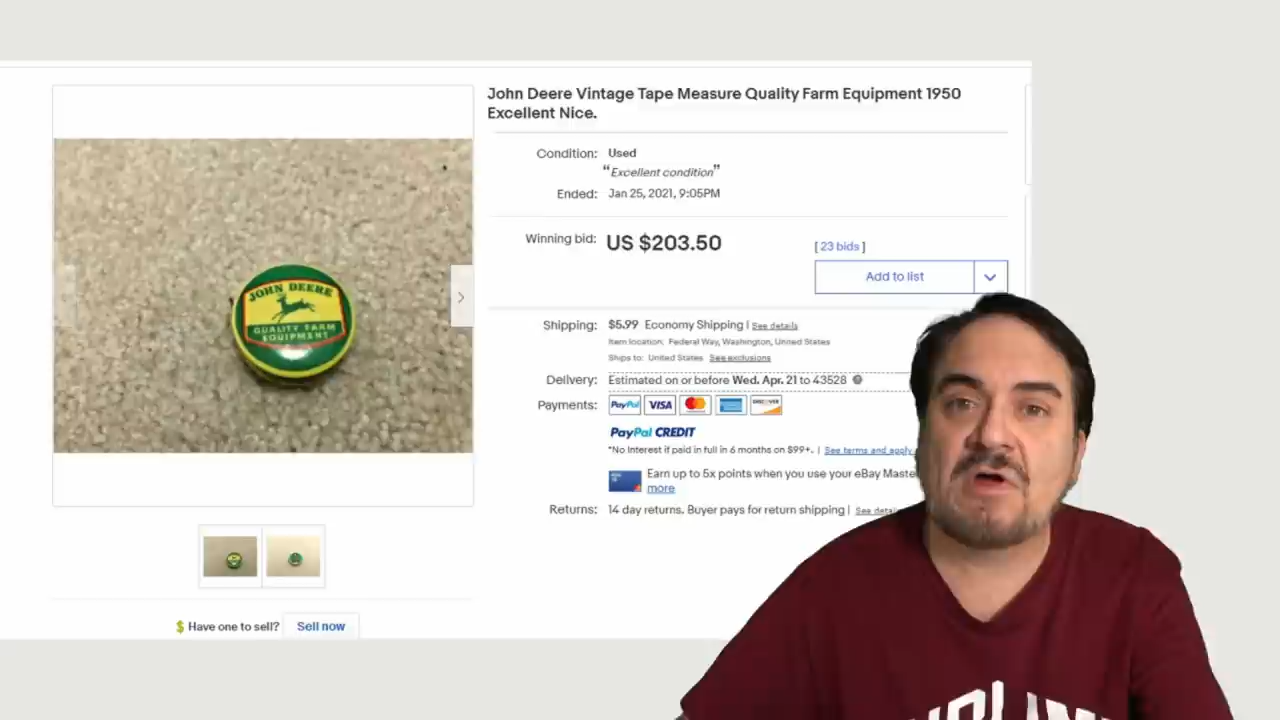 John Deere Vintage Tape Measure Quality Farm Equipment 1950
Excellent Nice.
Condition: Used
“Excellent condition”
Ended: Jan 25, 2021, 9:05PM
Winning bid: US $203.50
[ 23 bids ]
Add to list
JOHN DEERE
QUALITY FARM
EQUIPMENT
Shipping: $5.99 Economy Shipping | See details
Item location: Federal Way, Washington, United States
Ships to: United States See exclusions
Delivery: Estimated on or before Wed. Apr. 21 to 43528
Payments: PayPal VISA DISCOVER
PayPal CREDIT
*No Interest if paid in full in 6 months on $99+. | See terms and apply
Earn up to 5x points when you use your eBay Maste
more
Returns: 14 day returns. Buyer pays for return shipping | See
$ Have one to sell? Sell now